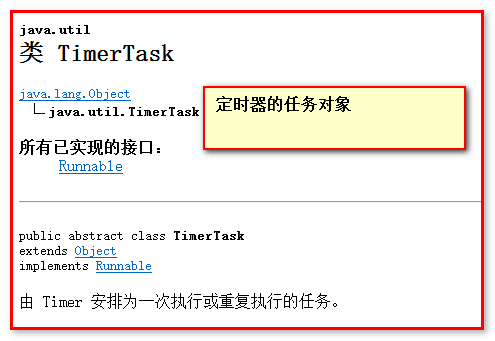 java.util
类 TimerTask
java.lang.Object
java.util.TimerTask
定时器的任务对象
所有已实现的接口：
Runnable
public abstract class TimerTask
extends Object
implements Runnable
由 Timer 安排为一次执行或重复执行的任务。